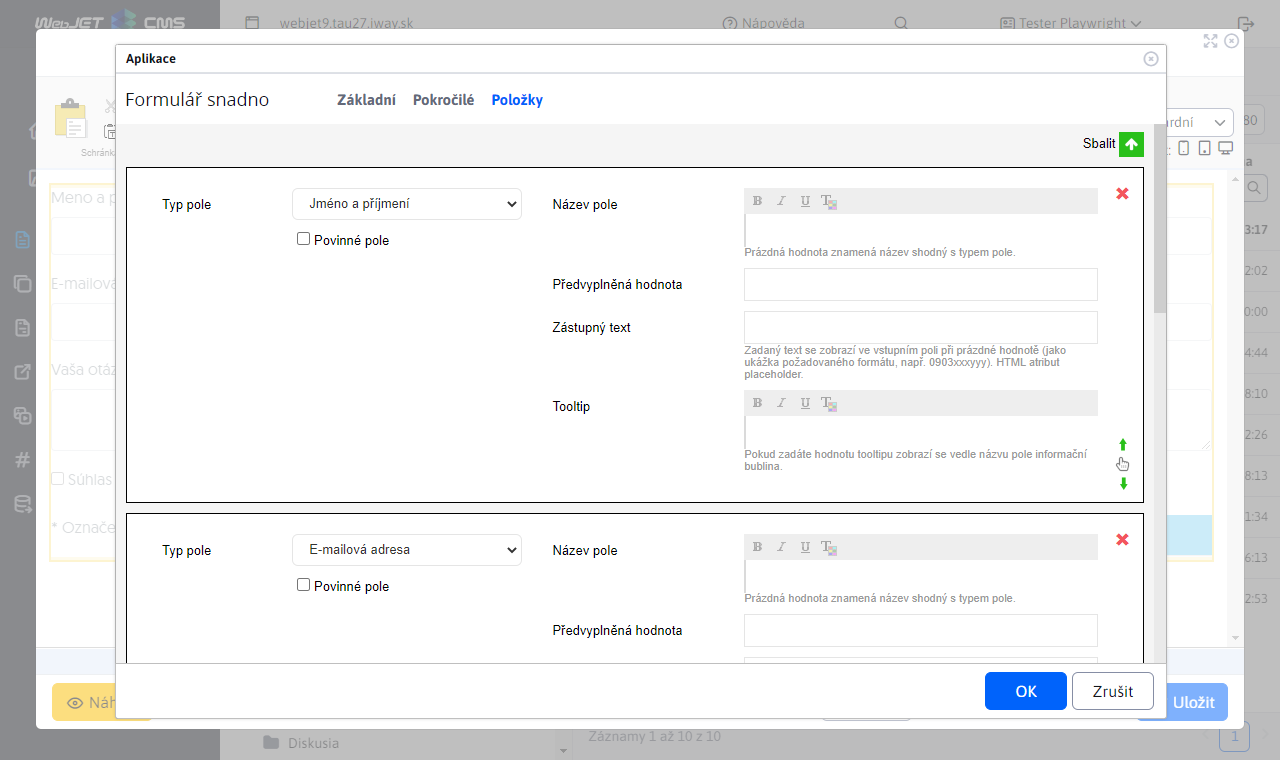 WebJET CMS
webjet9.tau27.iway.sk
Nápověda
Tester Playwright
Aplikace
Formulář snadno
Základní
Pokročilé
Položky
Schránka
rdní
80
Sbalit
Meno a p
Typ pole
Jméno a příjmení
Povinné pole
Název pole
B I U T
Prázdná hodnota znamená název shodný s typem pole.
3:17
E-mailová
Předvyplněná hodnota
2:02
Zástupný text
0:00
Zadaný text se zobrazí ve vstupním poli při prázdné hodnotě (jako
ukážka požadovaného formátu, např. 0903xxxyyy). HTML atribut
placeholder.
4:44
Vaša otáz
8:10
Tooltip
B I U T
2:26
Pokud zadáte hodnotu tooltipu zobrazí se vedle názvu pole informační
bublina.
8:13
Súhlas
1:34
* Označe
Typ pole
E-mailová adresa
Povinné pole
Název pole
B I U T
6:13
Prázdná hodnota znamená název shodný s typem pole.
2:53
Předvyplněná hodnota
OK
Zrušit
Náh
Uložit
Diskusia
Záznamy 1 až 10 z 10
1